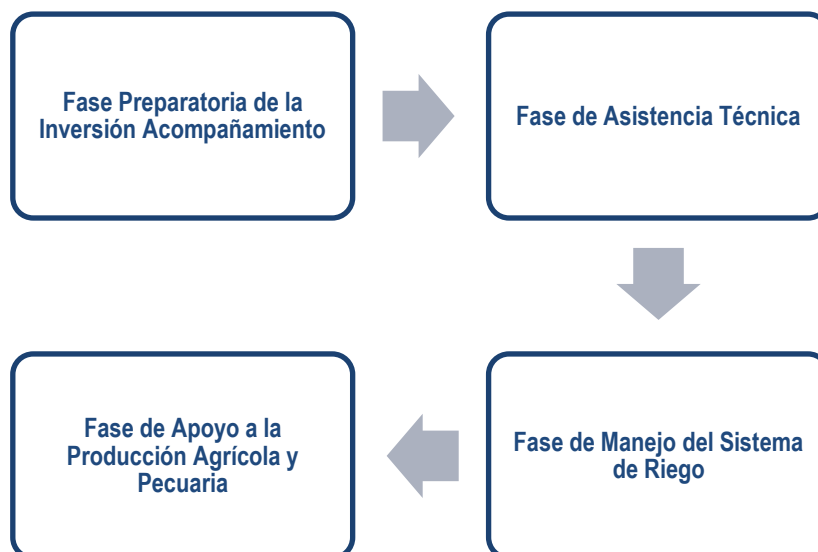 Fase Preparatoria de la
Inversión Acompañamiento
Fase de Asistencia Técnica
Fase de Manejo del Sistema
de Riego
Fase de Apoyo a la
Producción Agrícola y
Pecuaria